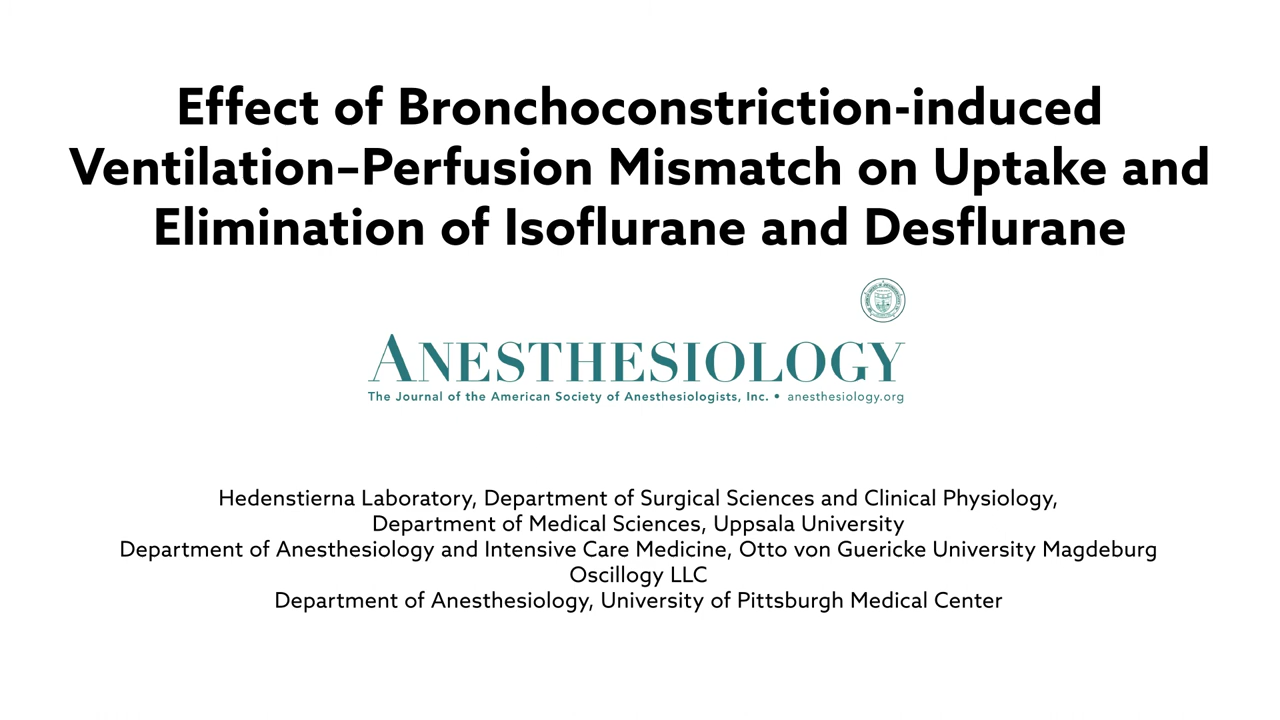 Effect of Bronchoconstriction-induced
Ventilation–Perfusion Mismatch on Uptake and
Elimination of Isoflurane and Desflurane
ANESTHESIOLOGY
The Journal of the American Society of Anesthesiologists, Inc. • anesthesiology.org
Hedenstierna Laboratory, Department of Surgical Sciences and Clinical Physiology,
Department of Medical Sciences, Uppsala University
Department of Anesthesiology and Intensive Care Medicine, Otto von Guericke University Magdeburg
Oscillogy LLC
Department of Anesthesiology, University of Pittsburgh Medical Center